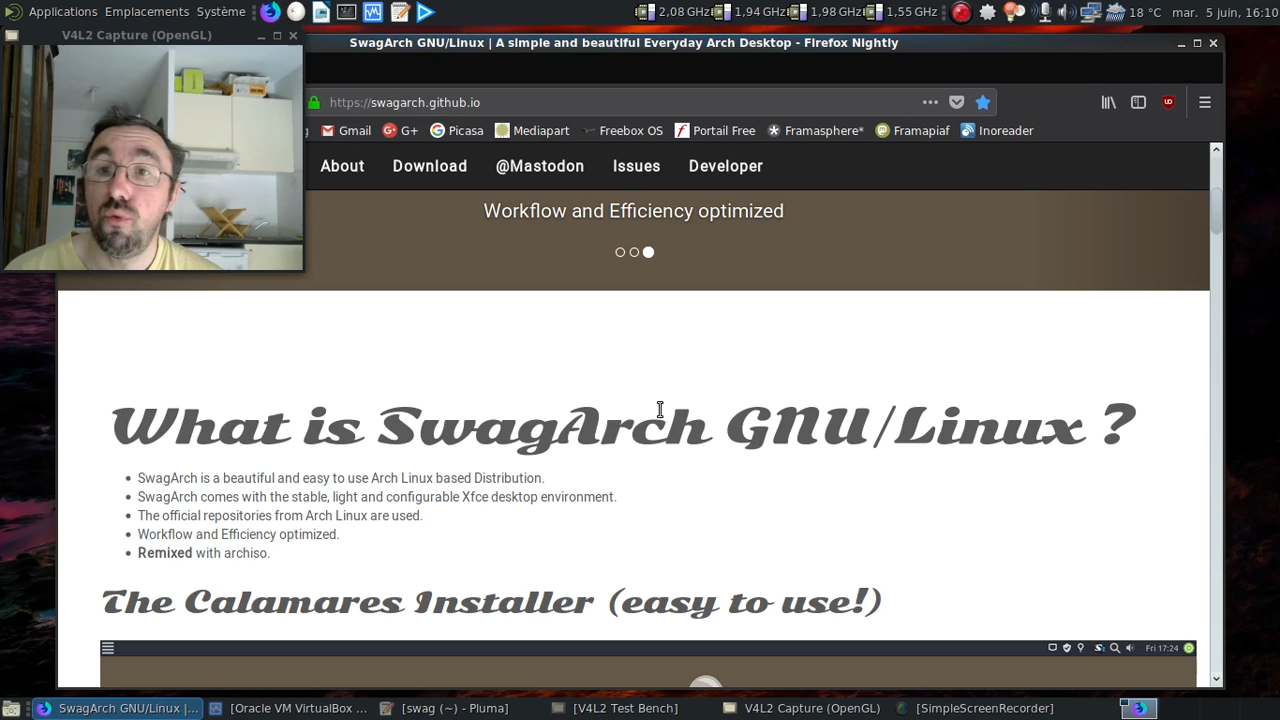 Applications Emplacements Système 2,08 GHz 1,94 GHz 1,98 GHz 1,55 GHz 18 °C mar. 5 juin, 16:10
V4L2 Capture (OpenGL)
SwagArch GNU/Linux | A simple and beautiful Everyday Arch Desktop - Firefox Nightly
https://swagarch.github.io
Gmail G+ Picasa Mediapart Freebox OS Portail Free Framasphere* Framapiaf Inoreader
About Download @Mastodon Issues Developer
Workflow and Efficiency optimized
What is SwagArch GNU/Linux ?
• SwagArch is a beautiful and easy to use Arch Linux based Distribution.
• SwagArch comes with the stable, light and configurable Xfce desktop environment.
• The official repositories from Arch Linux are used.
• Workflow and Efficiency optimized.
• Remixed with archiso.
The Calamares Installer (easy to use!)
Fri 17:24
SwagArch GNU/Linux |... [Oracle VM VirtualBox ... [swag (~) - Pluma] [V4L2 Test Bench] V4L2 Capture (OpenGL) [SimpleScreenRecorder]